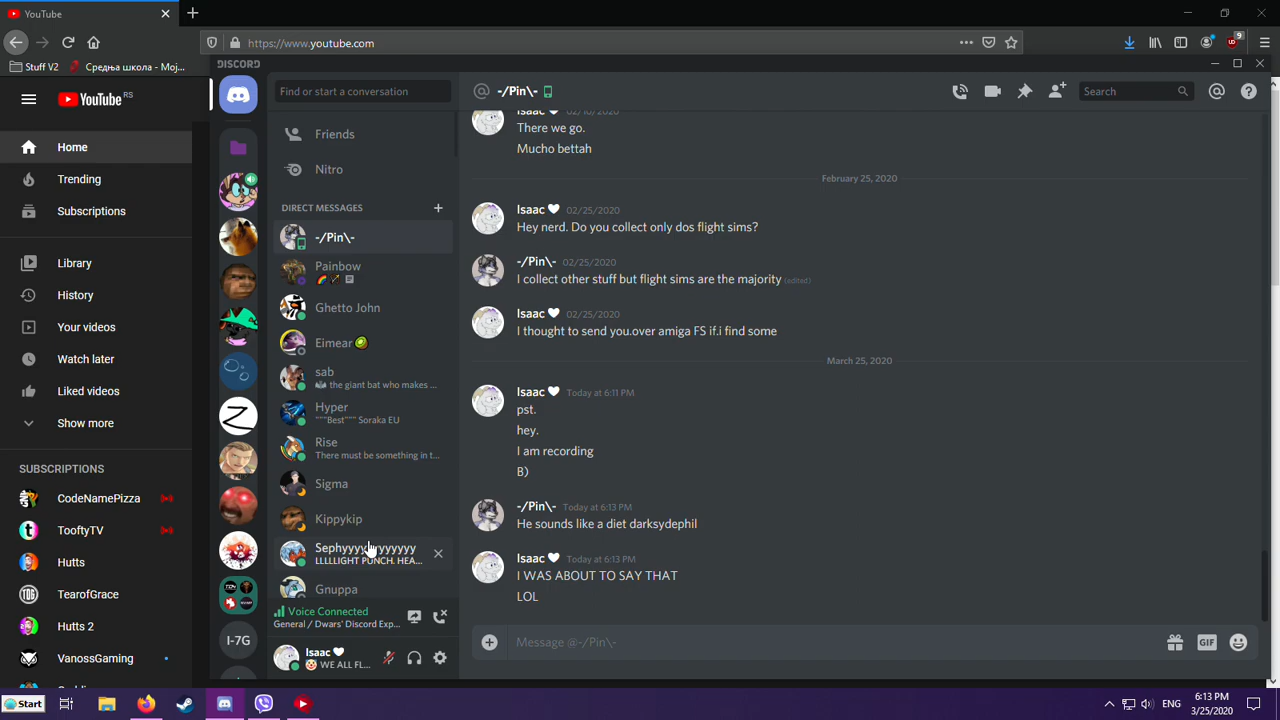 YouTube
https://www.youtube.com
9
Stuff V2
Средња школа - Moj...
DISCORD
YouTube RS
Home
Trending
Subscriptions
Library
History
Your videos
Watch later
Liked videos
Show more
SUBSCRIPTIONS
CodeNamePizza
TooftyTV
Hutts
TearofGrace
Hutts 2
VanossGaming
I-7G
Find or start a conversation
Friends
Nitro
DIRECT MESSAGES
-/Pin\-
Painbow
Ghetto John
Eimear
sab
the giant bat who makes ...
Hyper
"""Best""" Soraka EU
Rise
There must be something in t...
Sigma
Kippykip
Sephyyyyyyyyyyyy
LLLLLIGHT PUNCH. HEA...
Gnuppa
Voice Connected
General / Dwars' Discord Exp...
Isaac
WE ALL FL...
-/Pin\-
Search
Isaac 02/10/2020
There we go.
Mucho bettah
February 25, 2020
Isaac 02/25/2020
Hey nerd. Do you collect only dos flight sims?
-/Pin\- 02/25/2020
I collect other stuff but flight sims are the majority (edited)
Isaac 02/25/2020
I thought to send you.over amiga FS if.i find some
March 25, 2020
Isaac Today at 6:11 PM
pst.
hey.
I am recording
B)
-/Pin\- Today at 6:13 PM
He sounds like a diet darksydephil
Isaac Today at 6:13 PM
I WAS ABOUT TO SAY THAT
LOL
Message @-/Pin\-
GIF
Start
ENG
6:13 PM
3/25/2020